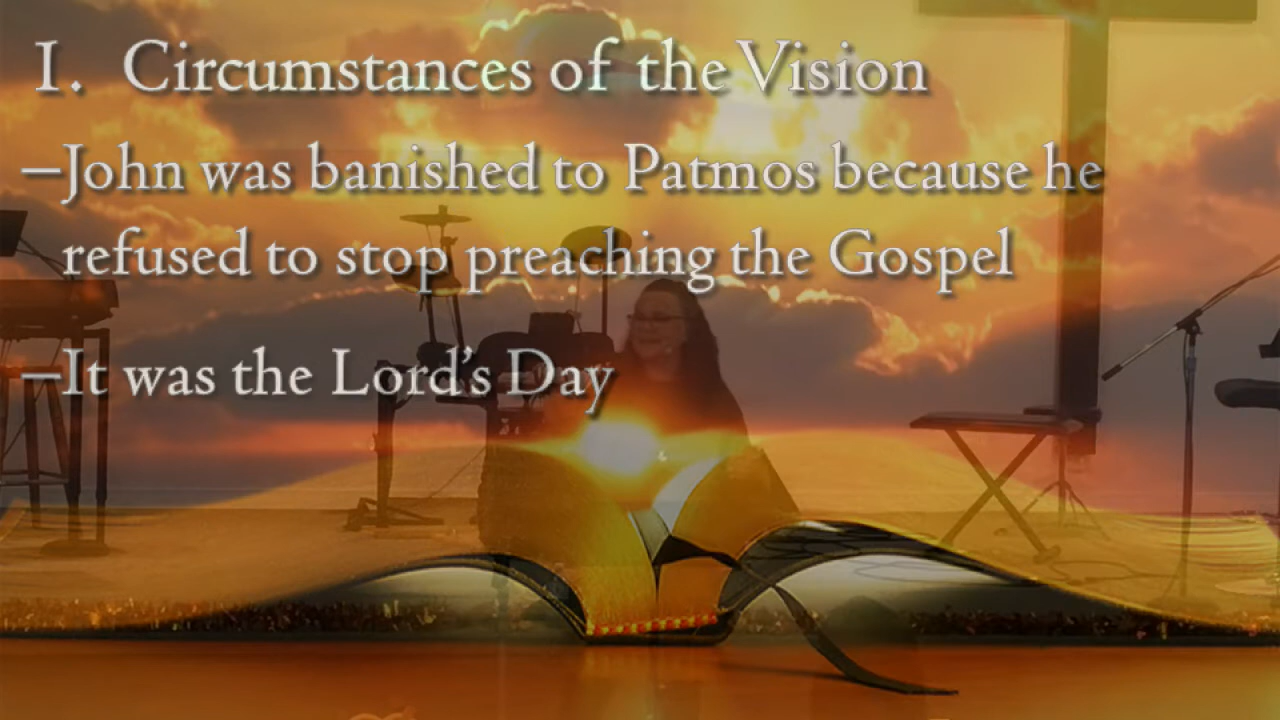 I. Circumstances of the Vision
–John was banished to Patmos because he
refused to stop preaching the Gospel
–It was the Lord’s Day